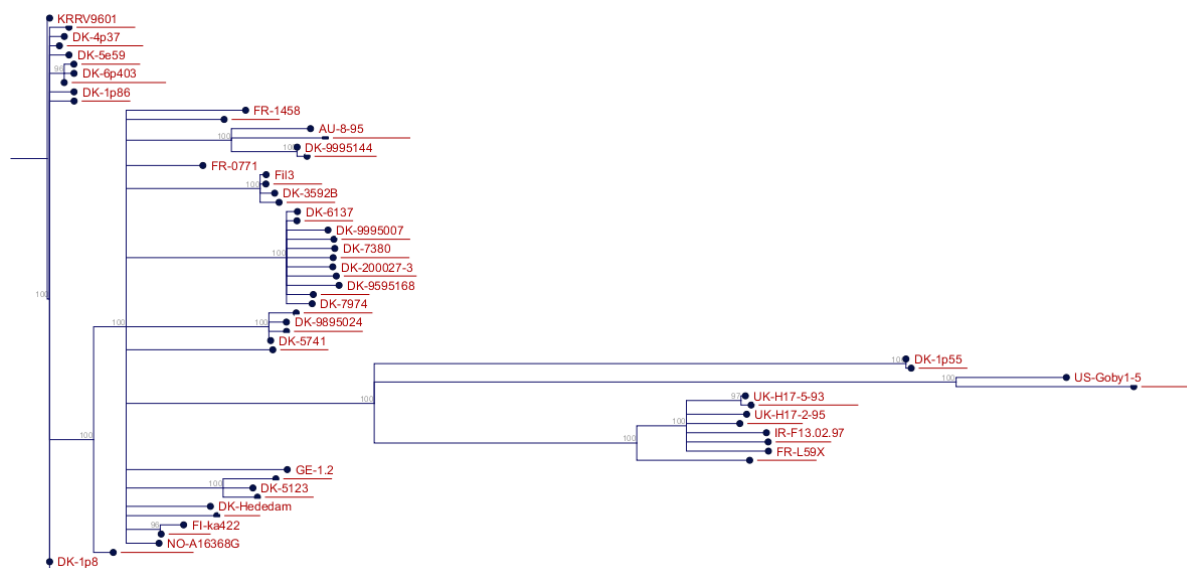 KRRV9601
DK-4p37
DK-5e59
96
DK-6p403
DK-1p86
FR-1458
AU-8-95
100
DK-9995144
FR-0771
Fil3
100
DK-3592B
DK-6137
DK-9995007
DK-7380
100
DK-200027-3
DK-9595168
100
DK-7974
DK-9895024
100
100
DK-5741
DK-1p55
US-Goby1-5
100
UK-H17-5-93
97
100
UK-H17-2-95
100
IR-F13.02.97
100
FR-L59X
GE-1.2
100
DK-5123
DK-Hededam
FI-ka422
96
NO-A16368G
DK-1p8